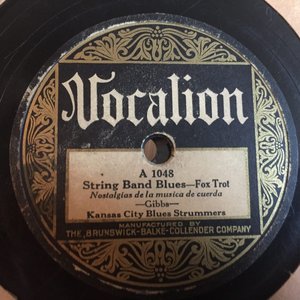 Vocalion
A 1048
String Band Blues—Fox Trot
Nostalgias de la musica de cuerda
—Gibbs—
Kansas City Blues Strummers
MANUFACTURED BY
THE BRUNSWICK-BALKE-COLLENDER COMPANY